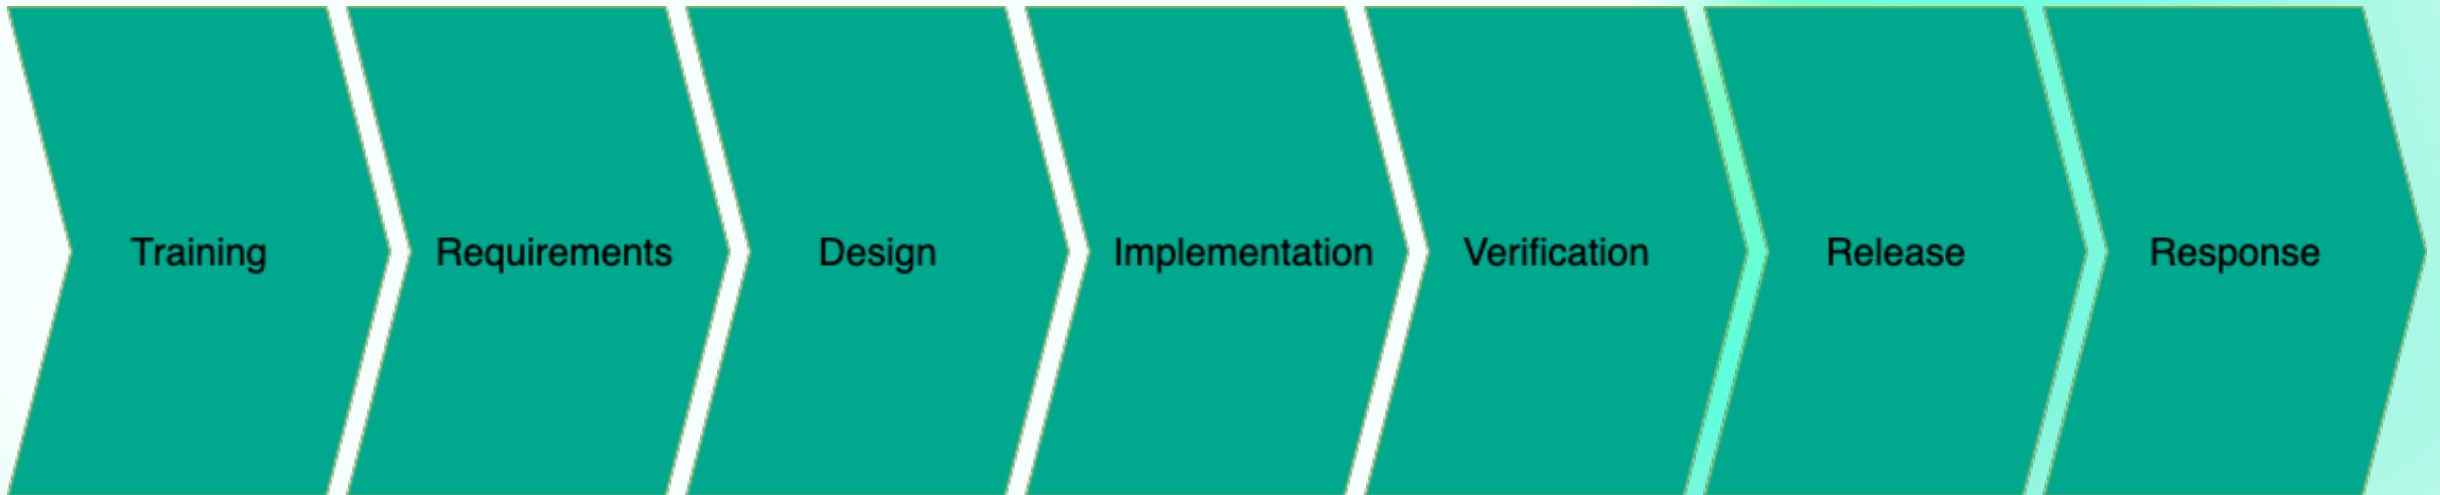 Training
Requirements
Design
Implementation
Verification
Release
Response